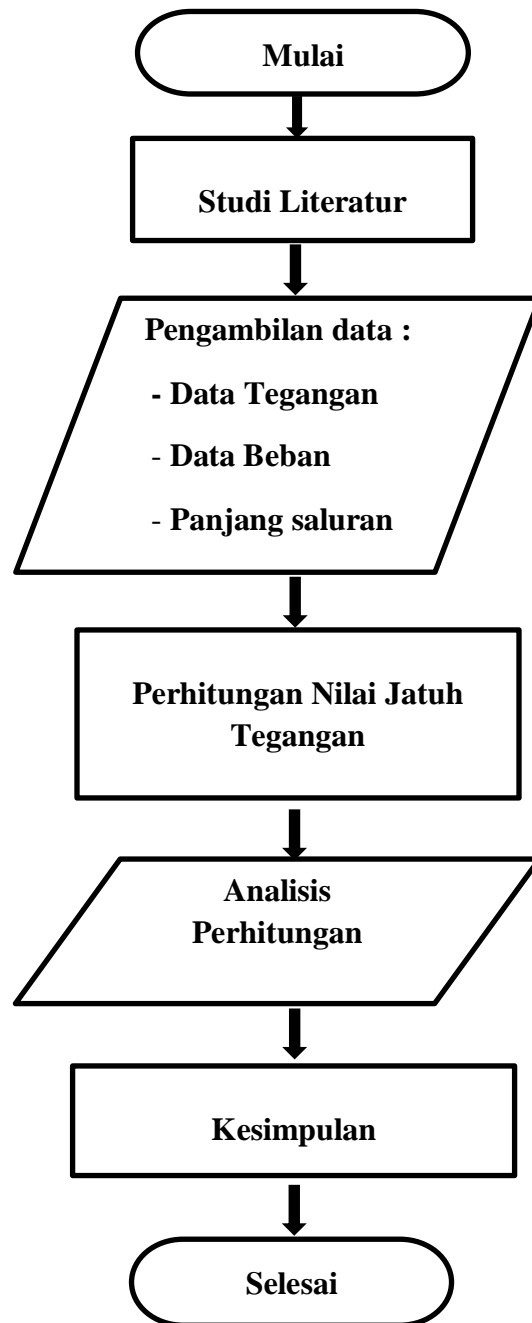 Mulai
Studi Literatur
Pengambilan data :
- Data Tegangan
- Data Beban
- Panjang saluran
Perhitungan Nilai Jatuh
Tegangan
Analisis
Perhitungan
Kesimpulan
Selesai